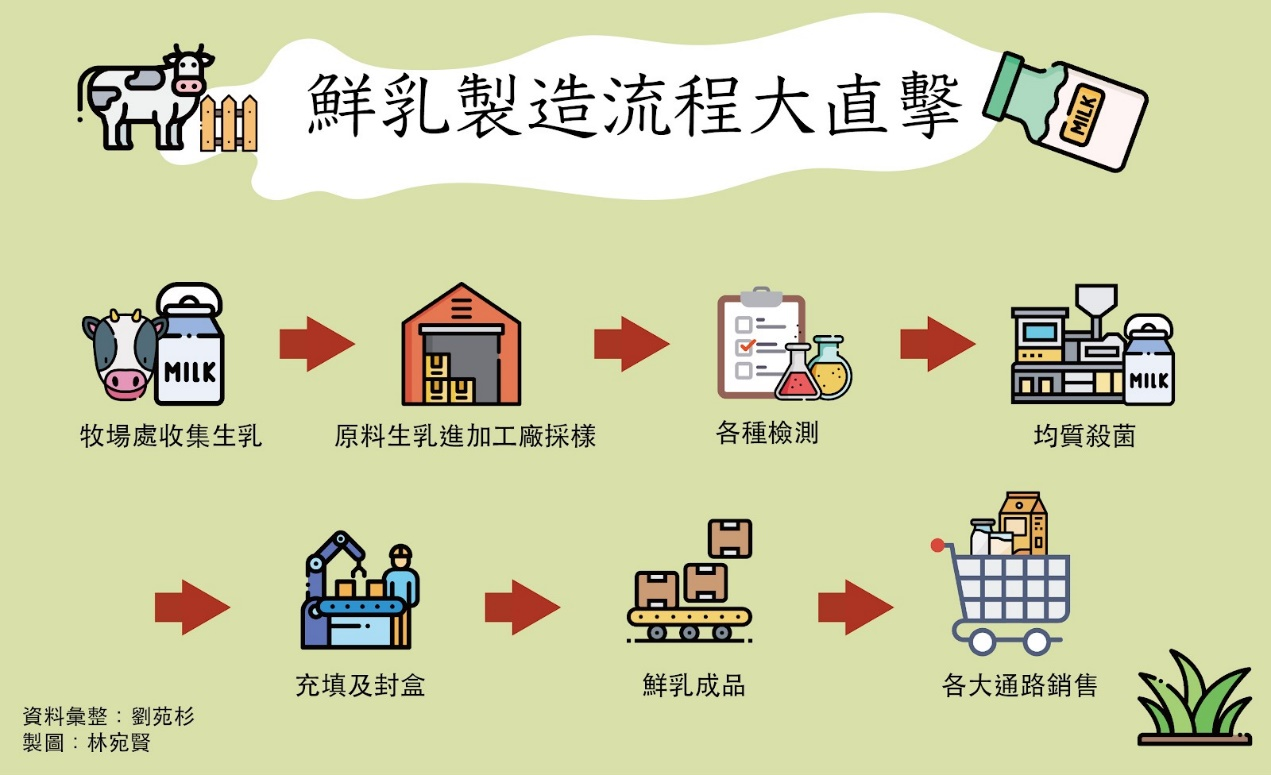 鮮乳製造流程大直擊
MILK
MILK
MILK
牧場處收集生乳
原料生乳進加工廠採樣
各種檢測
均質殺菌
充填及封盒
鮮乳成品
各大通路銷售
資料彙整：劉苑杉
製圖：林宛賢